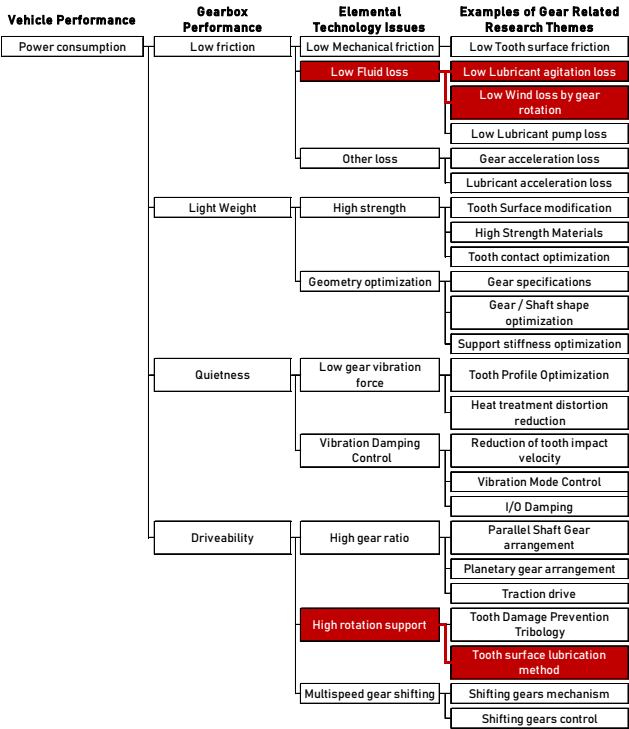 Vehicle Performance
Gearbox
Performance
Elemental
Technology Issues
Examples of Gear Related
Research Themes
Power consumption
Low friction
Low Mechanical friction
Low Tooth surface friction
Low Fluid loss
Low Lubricant agitation loss
Low Wind loss by gear
rotation
Low Lubricant pump loss
Other loss
Gear acceleration loss
Lubricant acceleration loss
Light Weight
High strength
Tooth Surface modification
High Strength Materials
Tooth contact optimization
Geometry optimization
Gear specifications
Gear / Shaft shape
optimization
Support stiffness optimization
Quietness
Low gear vibration
force
Tooth Profile Optimization
Heat treatment distortion
reduction
Vibration Damping
Control
Reduction of tooth impact
velocity
Vibration Mode Control
I/O Damping
Driveability
High gear ratio
Parallel Shaft Gear
arrangement
Planetary gear arrangement
Traction drive
High rotation support
Tooth Damage Prevention
Tribology
Tooth surface lubrication
method
Multispeed gear shifting
Shifting gears mechanism
Shifting gears control